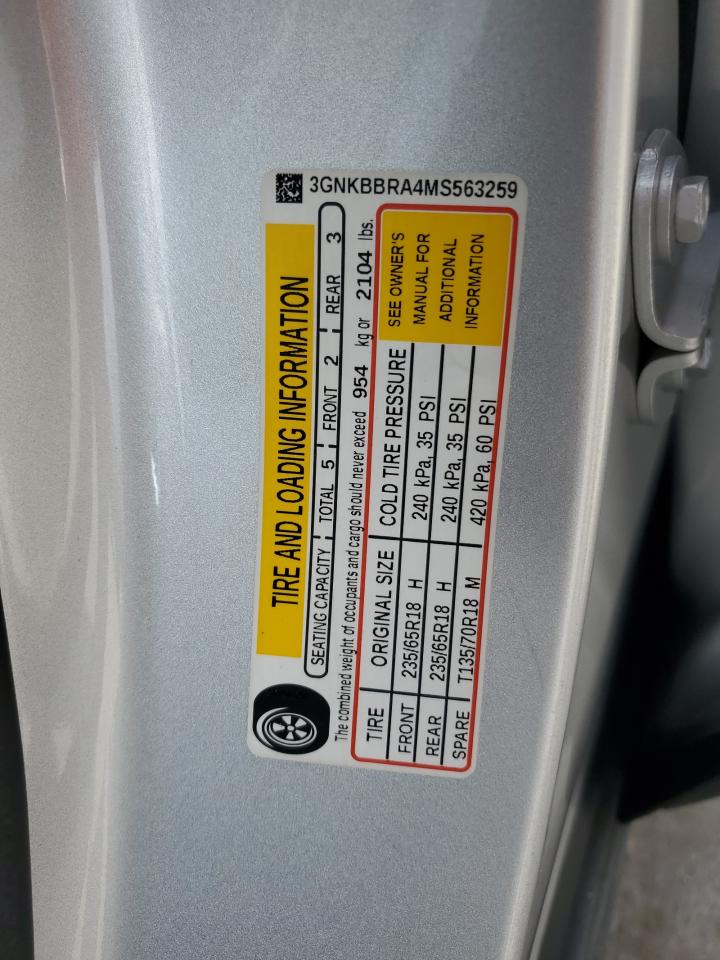 3GNKBBRA4MS563259
TIRE AND LOADING INFORMATION
SEATING CAPACITY TOTAL 5 FRONT 2 REAR 3
The combined weight of occupants and cargo should never exceed 954 kg or 2104 lbs.
TIRE ORIGINAL SIZE COLD TIRE PRESSURE SEE OWNER'S
FRONT 235/65R18 H 240 kPa, 35 PSI MANUAL FOR
REAR 235/65R18 H 240 kPa, 35 PSI ADDITIONAL
SPARE T135/70R18 M 420 kPa, 60 PSI INFORMATION